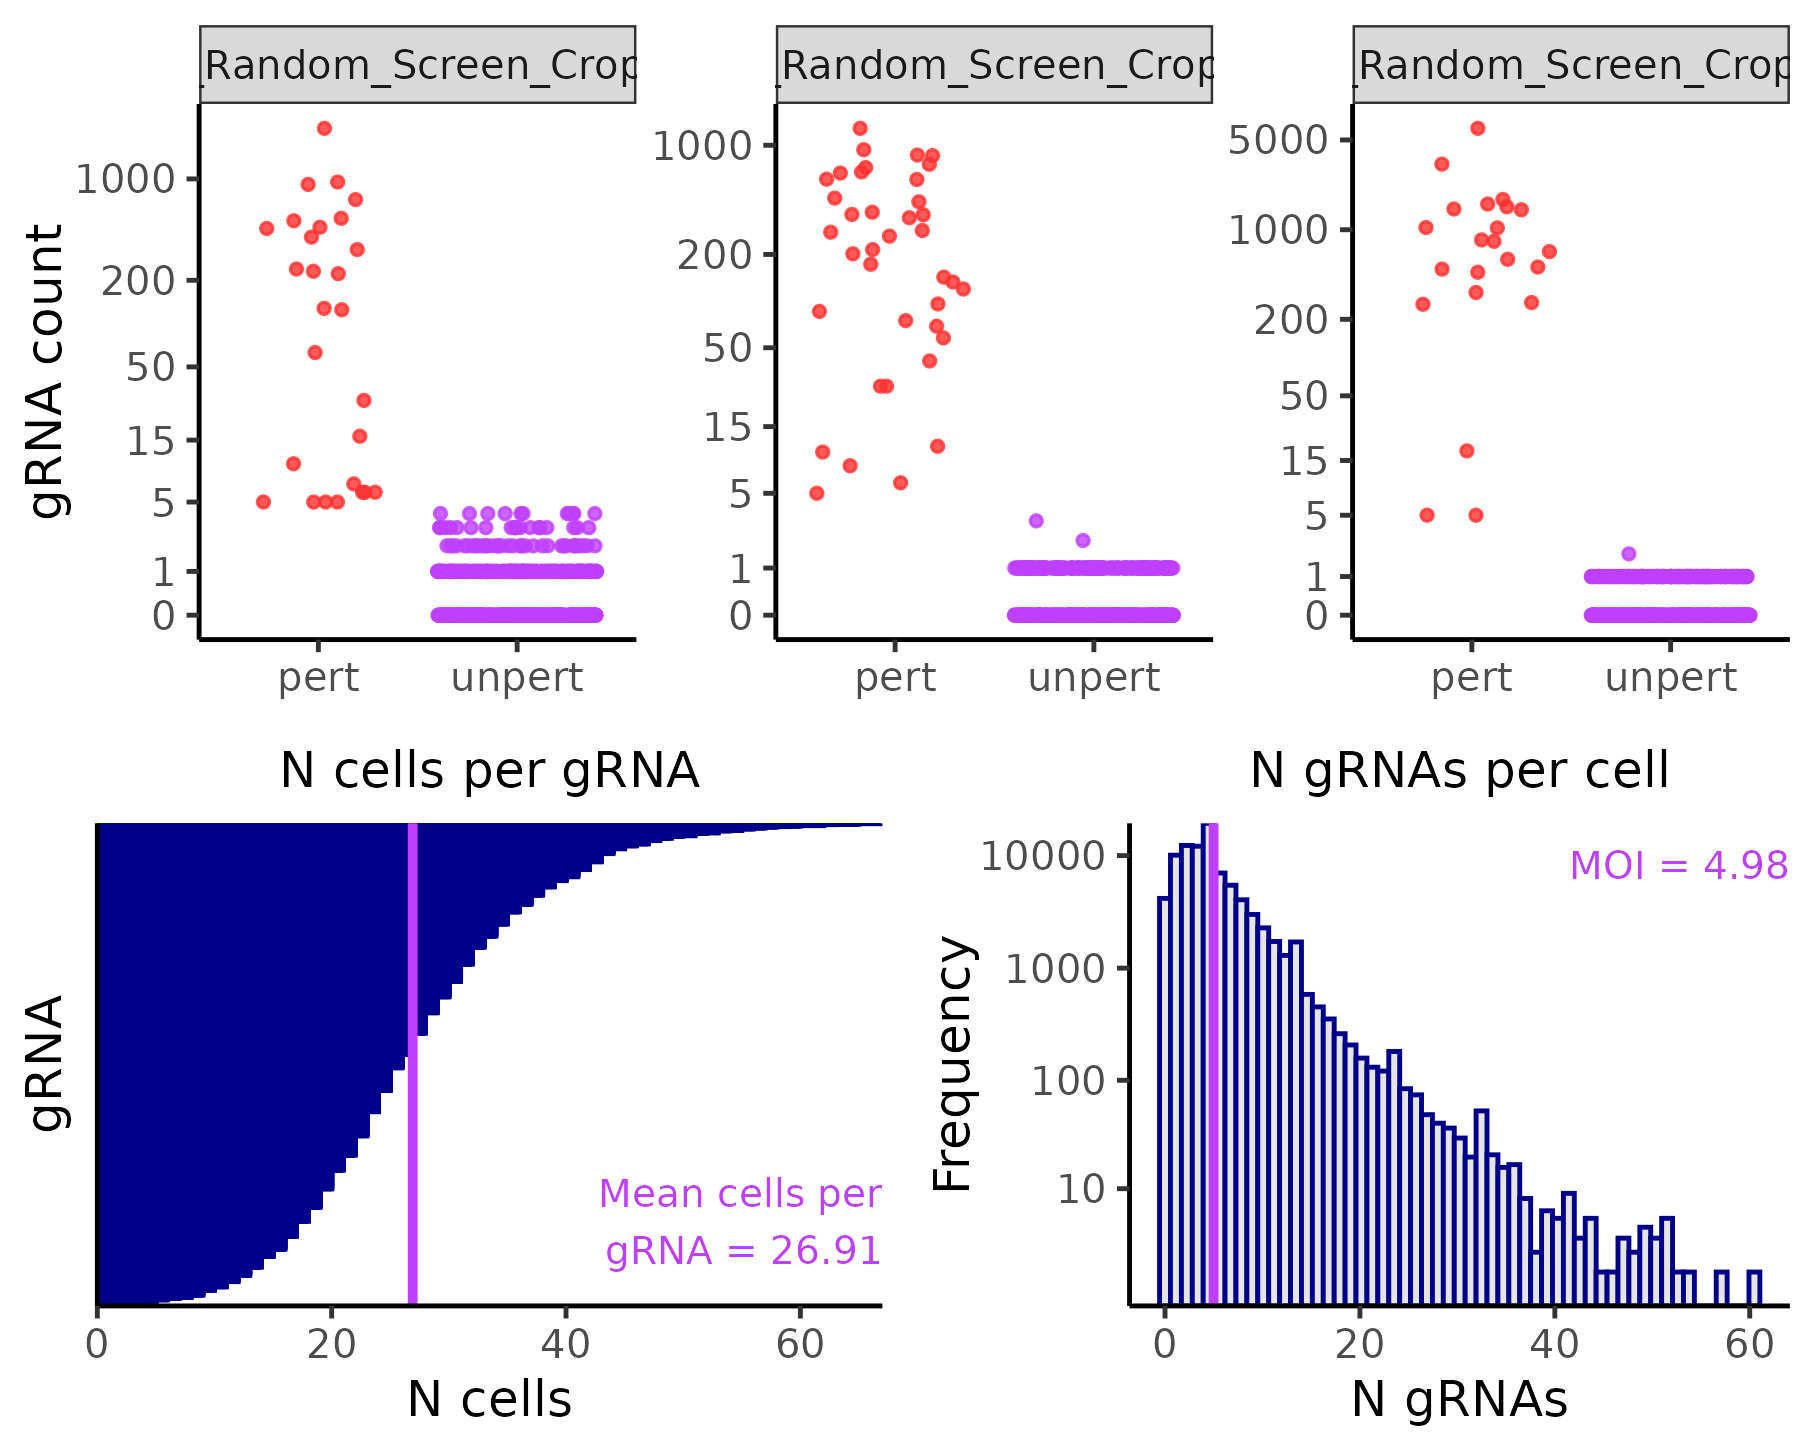 _Random_Screen_Crop
_Random_Screen_Crop
_Random_Screen_Crop
gRNA count
1000
200
50
15
5
1
0
pert unpert
1000
200
50
15
5
1
0
pert unpert
5000
1000
200
50
15
5
1
0
pert unpert
N cells per gRNA
gRNA
Mean cells per
gRNA = 26.91
0 20 40 60
N cells
N gRNAs per cell
Frequency
10000
1000
100
10
MOI = 4.98
0 20 40 60
N gRNAs